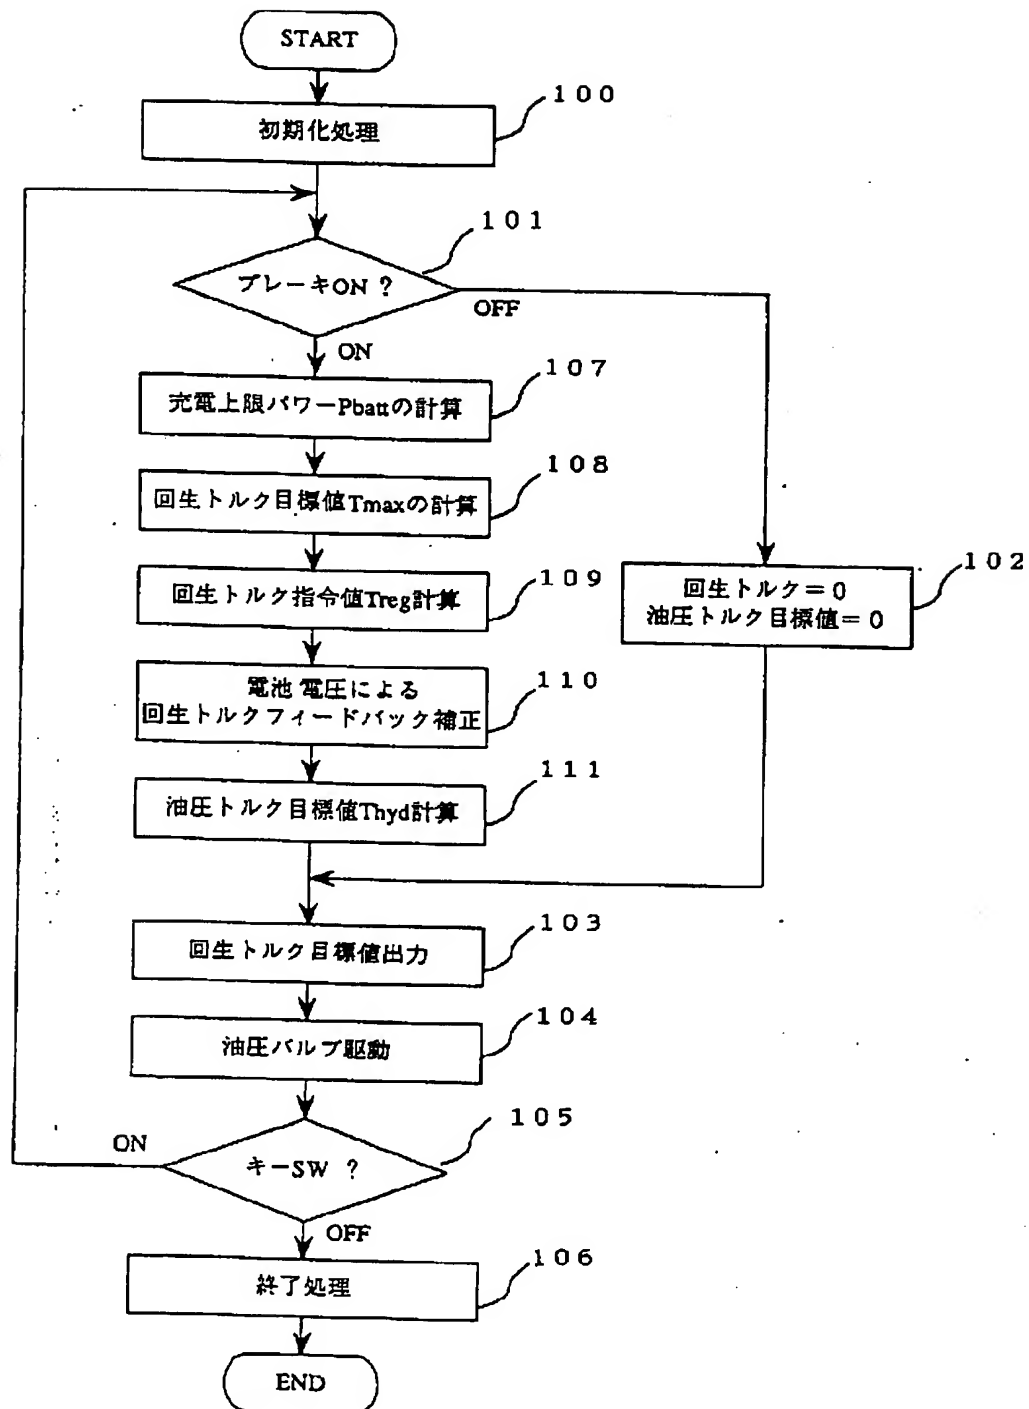 START
100
初期化処理
101
ブレーキON ?
OFF
ON
107
充電上限パワーPbattの計算
108
回生トルク目標値Tmaxの計算
109
回生トルク指令値Treg計算
102
回生トルク=0
油圧トルク目標値=0
110
電池電圧による
回生トルクフィードバック補正
111
油圧トルク目標値Thyd計算
103
回生トルク目標値出力
104
油圧バルブ駆動
105
ON
キーSW ?
OFF
106
終了処理
END